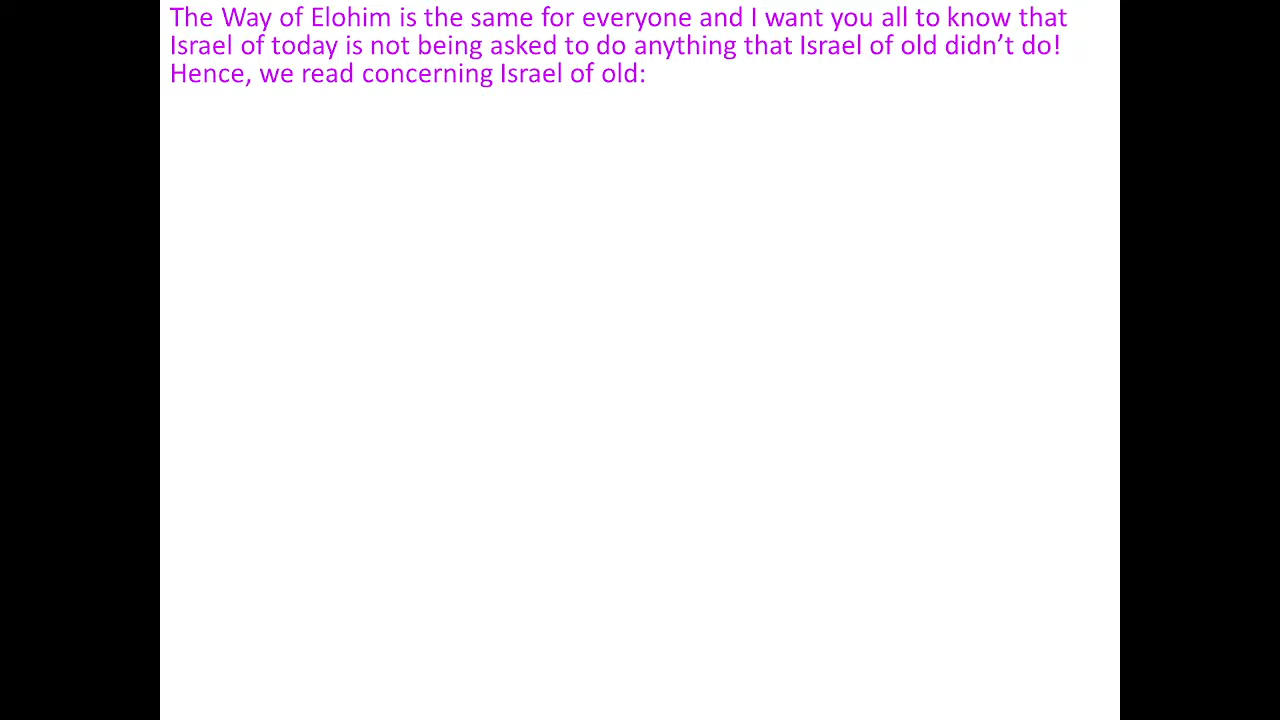 The Way of Elohim is the same for everyone and I want you all to know that
Israel of today is not being asked to do anything that Israel of old didn’t do!
Hence, we read concerning Israel of old: